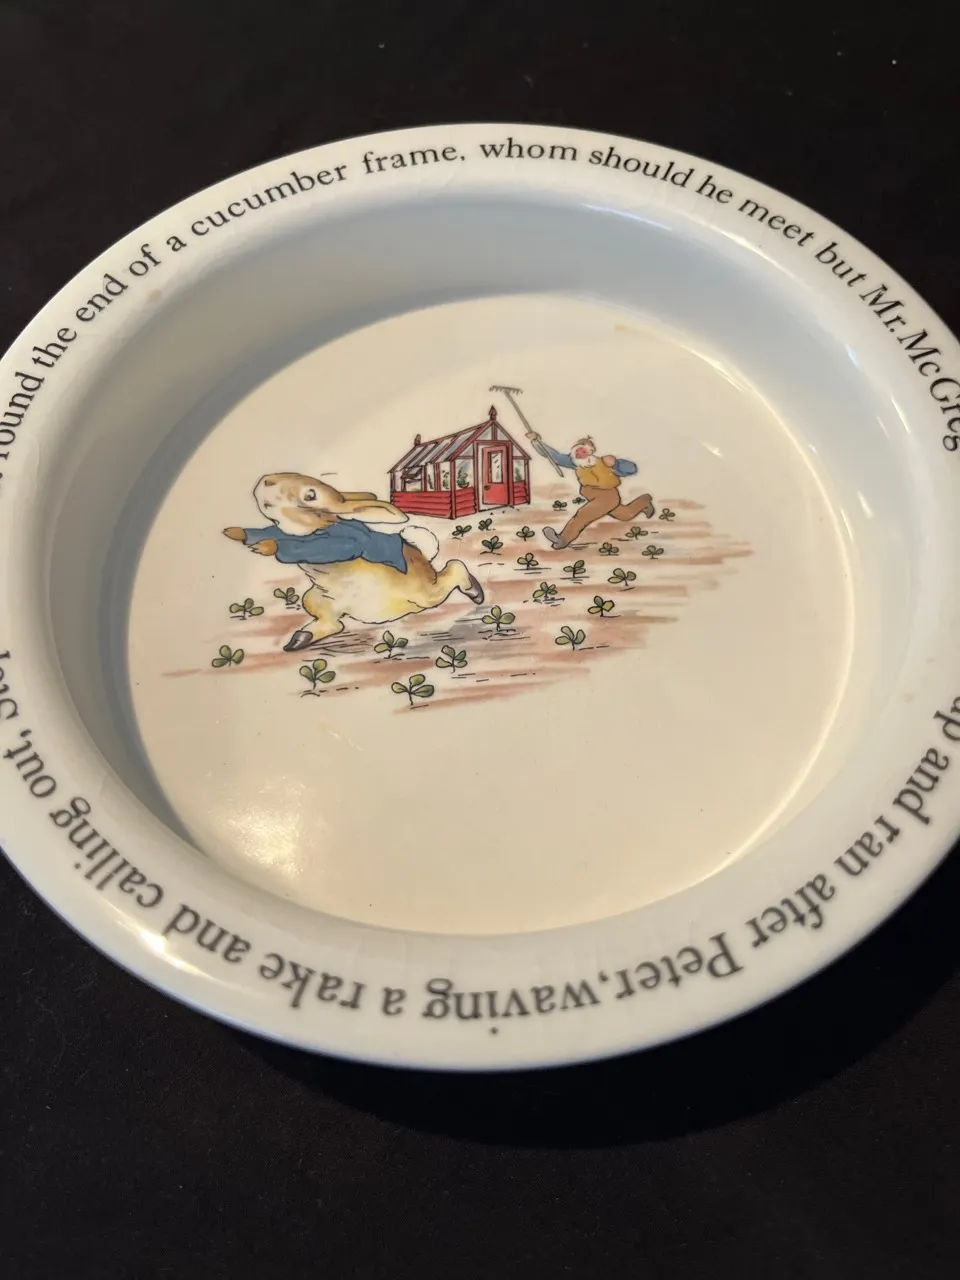 round the end of a cucumber frame, whom should he meet but Mr. McGreg
up and ran after Peter, waving a rake and calling out,